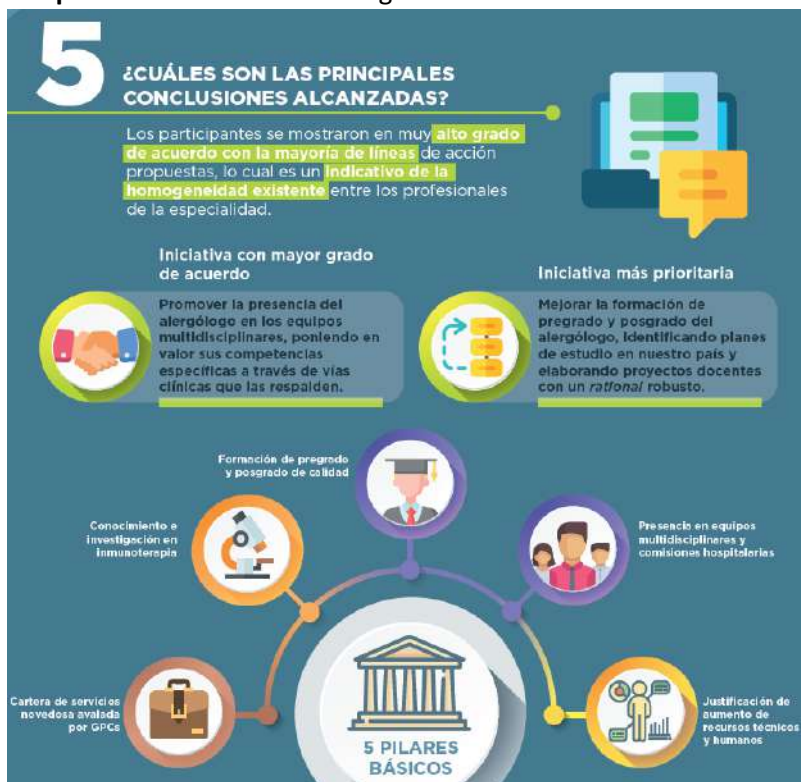 5
¿CUÁLES SON LAS PRINCIPALES
CONCLUSIONES ALCANZADAS?
Los participantes se mostraron en muy alto grado
de acuerdo con la mayoría de líneas de acción
propuestas, lo cual es un indicativo de la
homogeneidad existente entre los profesionales
de la especialidad.
Iniciativa con mayor grado
de acuerdo
Promover la presencia del
alergólogo en los equipos
multidisciplinares, poniendo en
valor sus competencias
específicas a través de vías
clínicas que las respalden.
Iniciativa más prioritaria
Mejorar la formación de
pregrado y posgrado del
alergólogo, identificando planes
de estudio en nuestro país y
elaborando proyectos docentes
con un rational robusto.
Formación de pregrado
y posgrado de calidad
Conocimiento e
investigación en
inmunoterapia
Presencia en equipos
multidisciplinares y
comisiones hospitalarias
Cartera de servicios
novedosa avalada
por GPCs
Justificación de
aumento de
recursos técnicos
y humanos
5 PILARES
BÁSICOS